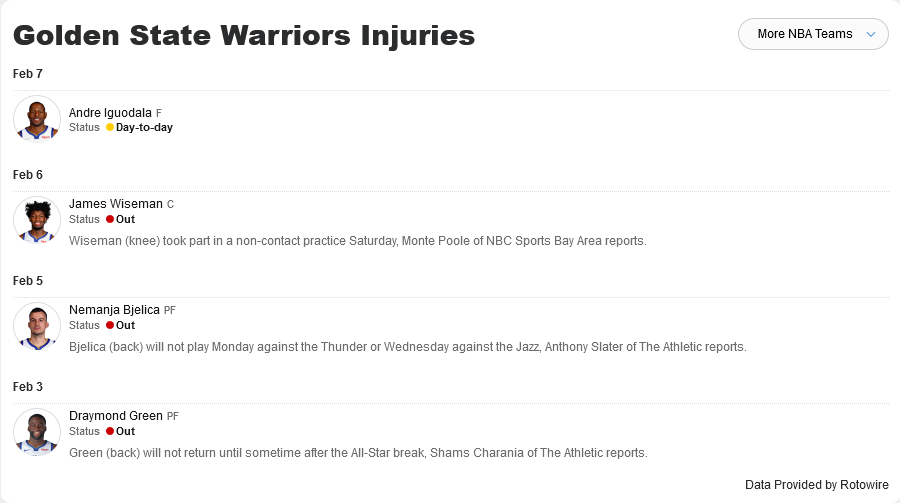 Golden State Warriors Injuries
More NBA Teams
Feb 7
Andre Iguodala F
Status Day-to-day
Feb 6
James Wiseman C
Status Out
Wiseman (knee) took part in a non-contact practice Saturday, Monte Poole of NBC Sports Bay Area reports.
Feb 5
Nemanja Bjelica PF
Status Out
Bjelica (back) will not play Monday against the Thunder or Wednesday against the Jazz, Anthony Slater of The Athletic reports.
Feb 3
Draymond Green PF
Status Out
Green (back) will not return until sometime after the All-Star break, Shams Charania of The Athletic reports.
Data Provided by Rotowire